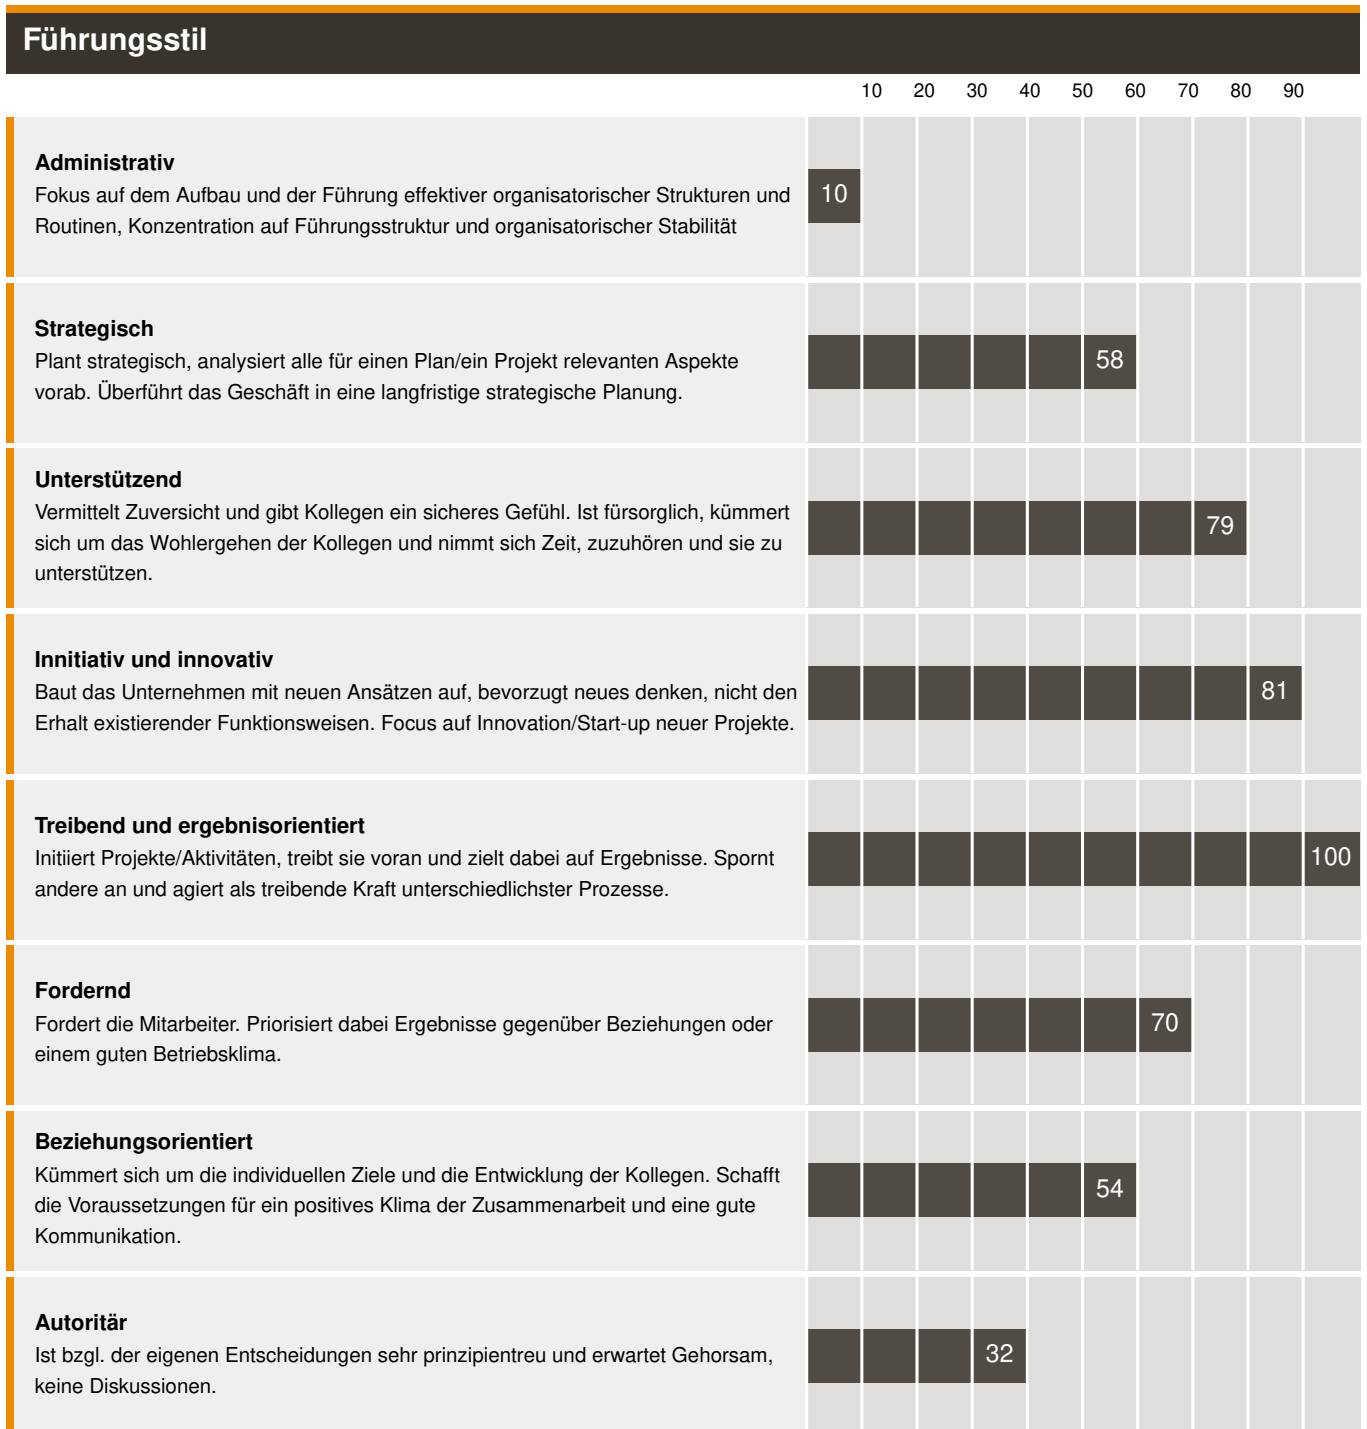 Führungsstil
10 20 30 40 50 60 70 80 90
Administrativ
Fokus auf dem Aufbau und der Führung effektiver organisatorischer Strukturen und
Routinen, Konzentration auf Führungsstruktur und organisatorischer Stabilität
10
Strategisch
Plant strategisch, analysiert alle für einen Plan/ein Projekt relevanten Aspekte
vorab. Überführt das Geschäft in eine langfristige strategische Planung.
58
Unterstützend
Vermittelt Zuversicht und gibt Kollegen ein sicheres Gefühl. Ist fürsorglich, kümmert
sich um das Wohlergehen der Kollegen und nimmt sich Zeit, zuzuhören und sie zu
unterstützen.
79
Innitiativ und innovativ
Baut das Unternehmen mit neuen Ansätzen auf, bevorzugt neues denken, nicht den
Erhalt existierender Funktionsweisen. Focus auf Innovation/Start-up neuer Projekte.
81
Treibend und ergebnisorientiert
Initiiert Projekte/Aktivitäten, treibt sie voran und zielt dabei auf Ergebnisse. Spornt
andere an und agiert als treibende Kraft unterschiedlichster Prozesse.
100
Fordernd
Fordert die Mitarbeiter. Priorisiert dabei Ergebnisse gegenüber Beziehungen oder
einem guten Betriebsklima.
70
Beziehungsorientiert
Kümmert sich um die individuellen Ziele und die Entwicklung der Kollegen. Schafft
die Voraussetzungen für ein positives Klima der Zusammenarbeit und eine gute
Kommunikation.
54
Autoritär
Ist bzgl. der eigenen Entscheidungen sehr prinzipientreu und erwartet Gehorsam,
keine Diskussionen.
32